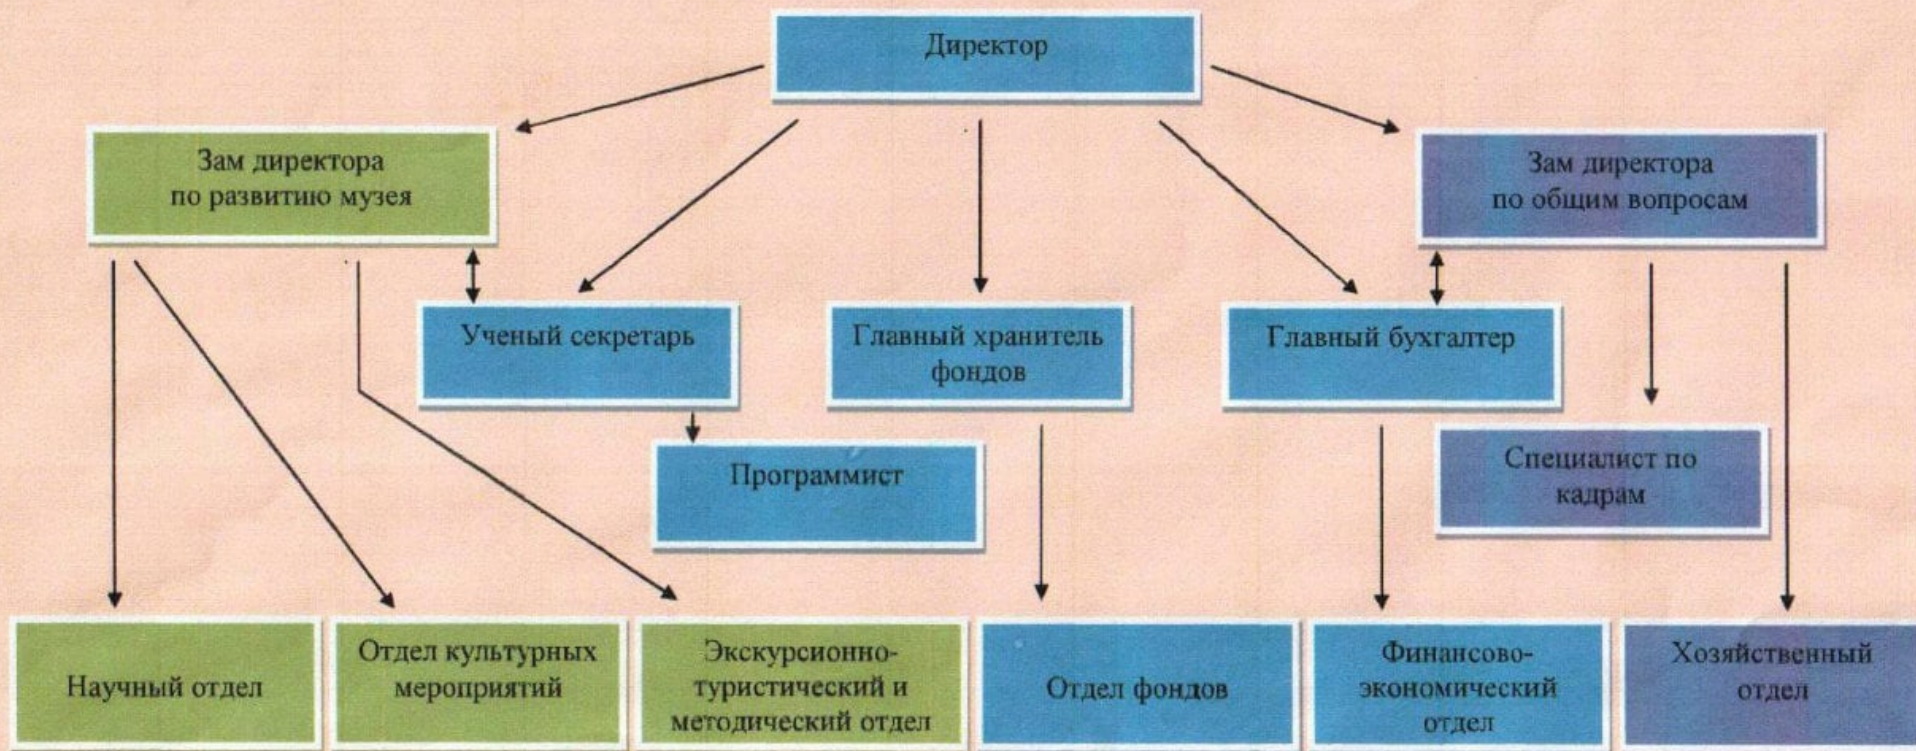 Директор
Зам директора
по развитию музея
Зам директора
по общим вопросам
Ученый секретарь
Главный хранитель
фондов
Главный бухгалтер
Программист
Специалист по
кадрам
Научный отдел
Отдел культурных
мероприятий
Экскурсионно-
туристический и
методический отдел
Отдел фондов
Финансово-
экономический
отдел
Хозяйственный
отдел